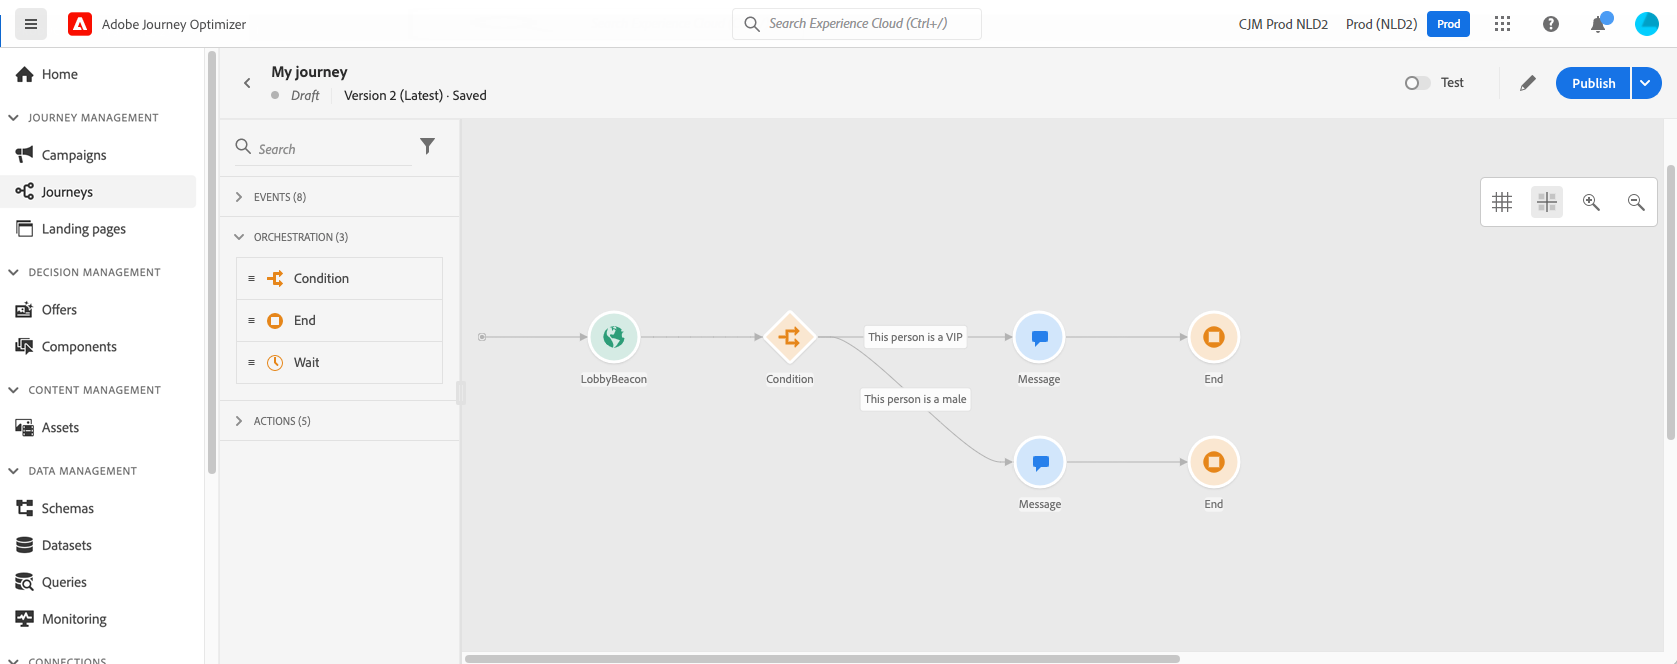 Adobe Journey Optimizer
Search Experience Cloud (Ctrl+/)
CJM Prod NLD2
Prod (NLD2)
Prod
Home
JOURNEY MANAGEMENT
Campaigns
Journeys
Landing pages
DECISION MANAGEMENT
Offers
Components
CONTENT MANAGEMENT
Assets
DATA MANAGEMENT
Schemas
Datasets
Queries
Monitoring
CONNECTIONS
My journey
Draft
Version 2 (Latest) · Saved
Test
Publish
Search
EVENTS (8)
ORCHESTRATION (3)
Condition
End
Wait
ACTIONS (5)
LobbyBeacon
Condition
This person is a VIP
Message
End
This person is a male
Message
End